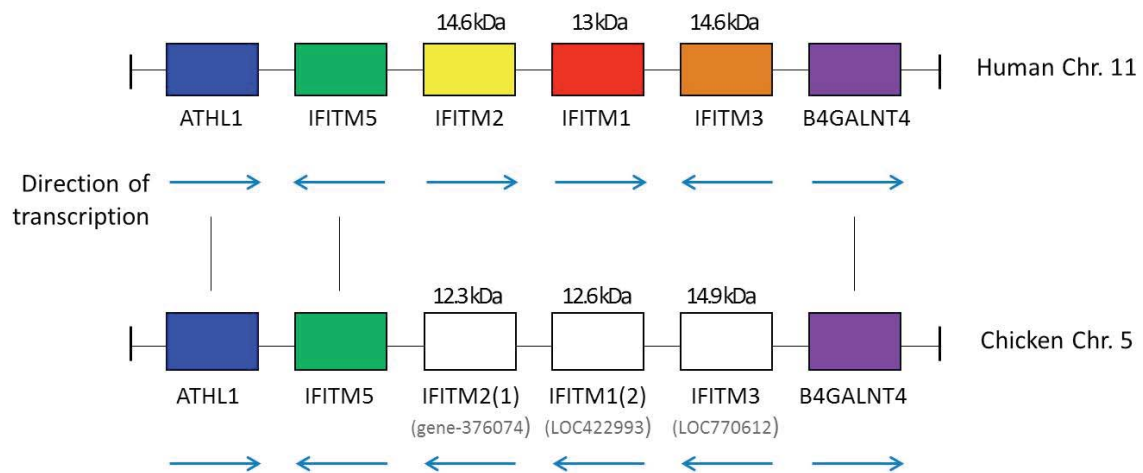 14.6kDa 13kDa 14.6kDa
Human Chr. 11
ATHL1 IFITM5 IFITM2 IFITM1 IFITM3 B4GALNT4
Direction of
transcription
12.3kDa 12.6kDa 14.9kDa
Chicken Chr. 5
ATHL1 IFITM5 IFITM2(1) IFITM1(2) IFITM3 B4GALNT4
(gene-376074) (LOC422993) (LOC770612)